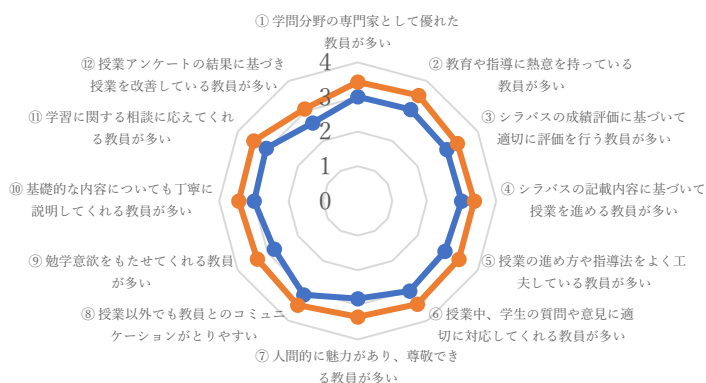 ① 学問分野の専門家として優れた
教員が多い
② 教育や指導に熱意を持っている
教員が多い
③ シラバスの成績評価に基づいて
適切に評価を行う教員が多い
④ シラバスの記載内容に基づいて
授業を進める教員が多い
⑤ 授業の進め方や指導法をよく工
夫している教員が多い
⑥ 授業中、学生の質問や意見に適
切に対応してくれる教員が多い
⑦ 人間的に魅力があり、尊敬でき
る教員が多い
⑧ 授業以外でも教員とのコミュニ
ケーションがとりやすい
⑨ 勉学意欲をもたせてくれる教員
が多い
⑩ 基礎的な内容についても丁寧に
説明してくれる教員が多い
⑪ 学習に関する相談に応えてくれ
る教員が多い
⑫ 授業アンケートの結果に基づき
授業を改善している教員が多い
4
3
2
1
0